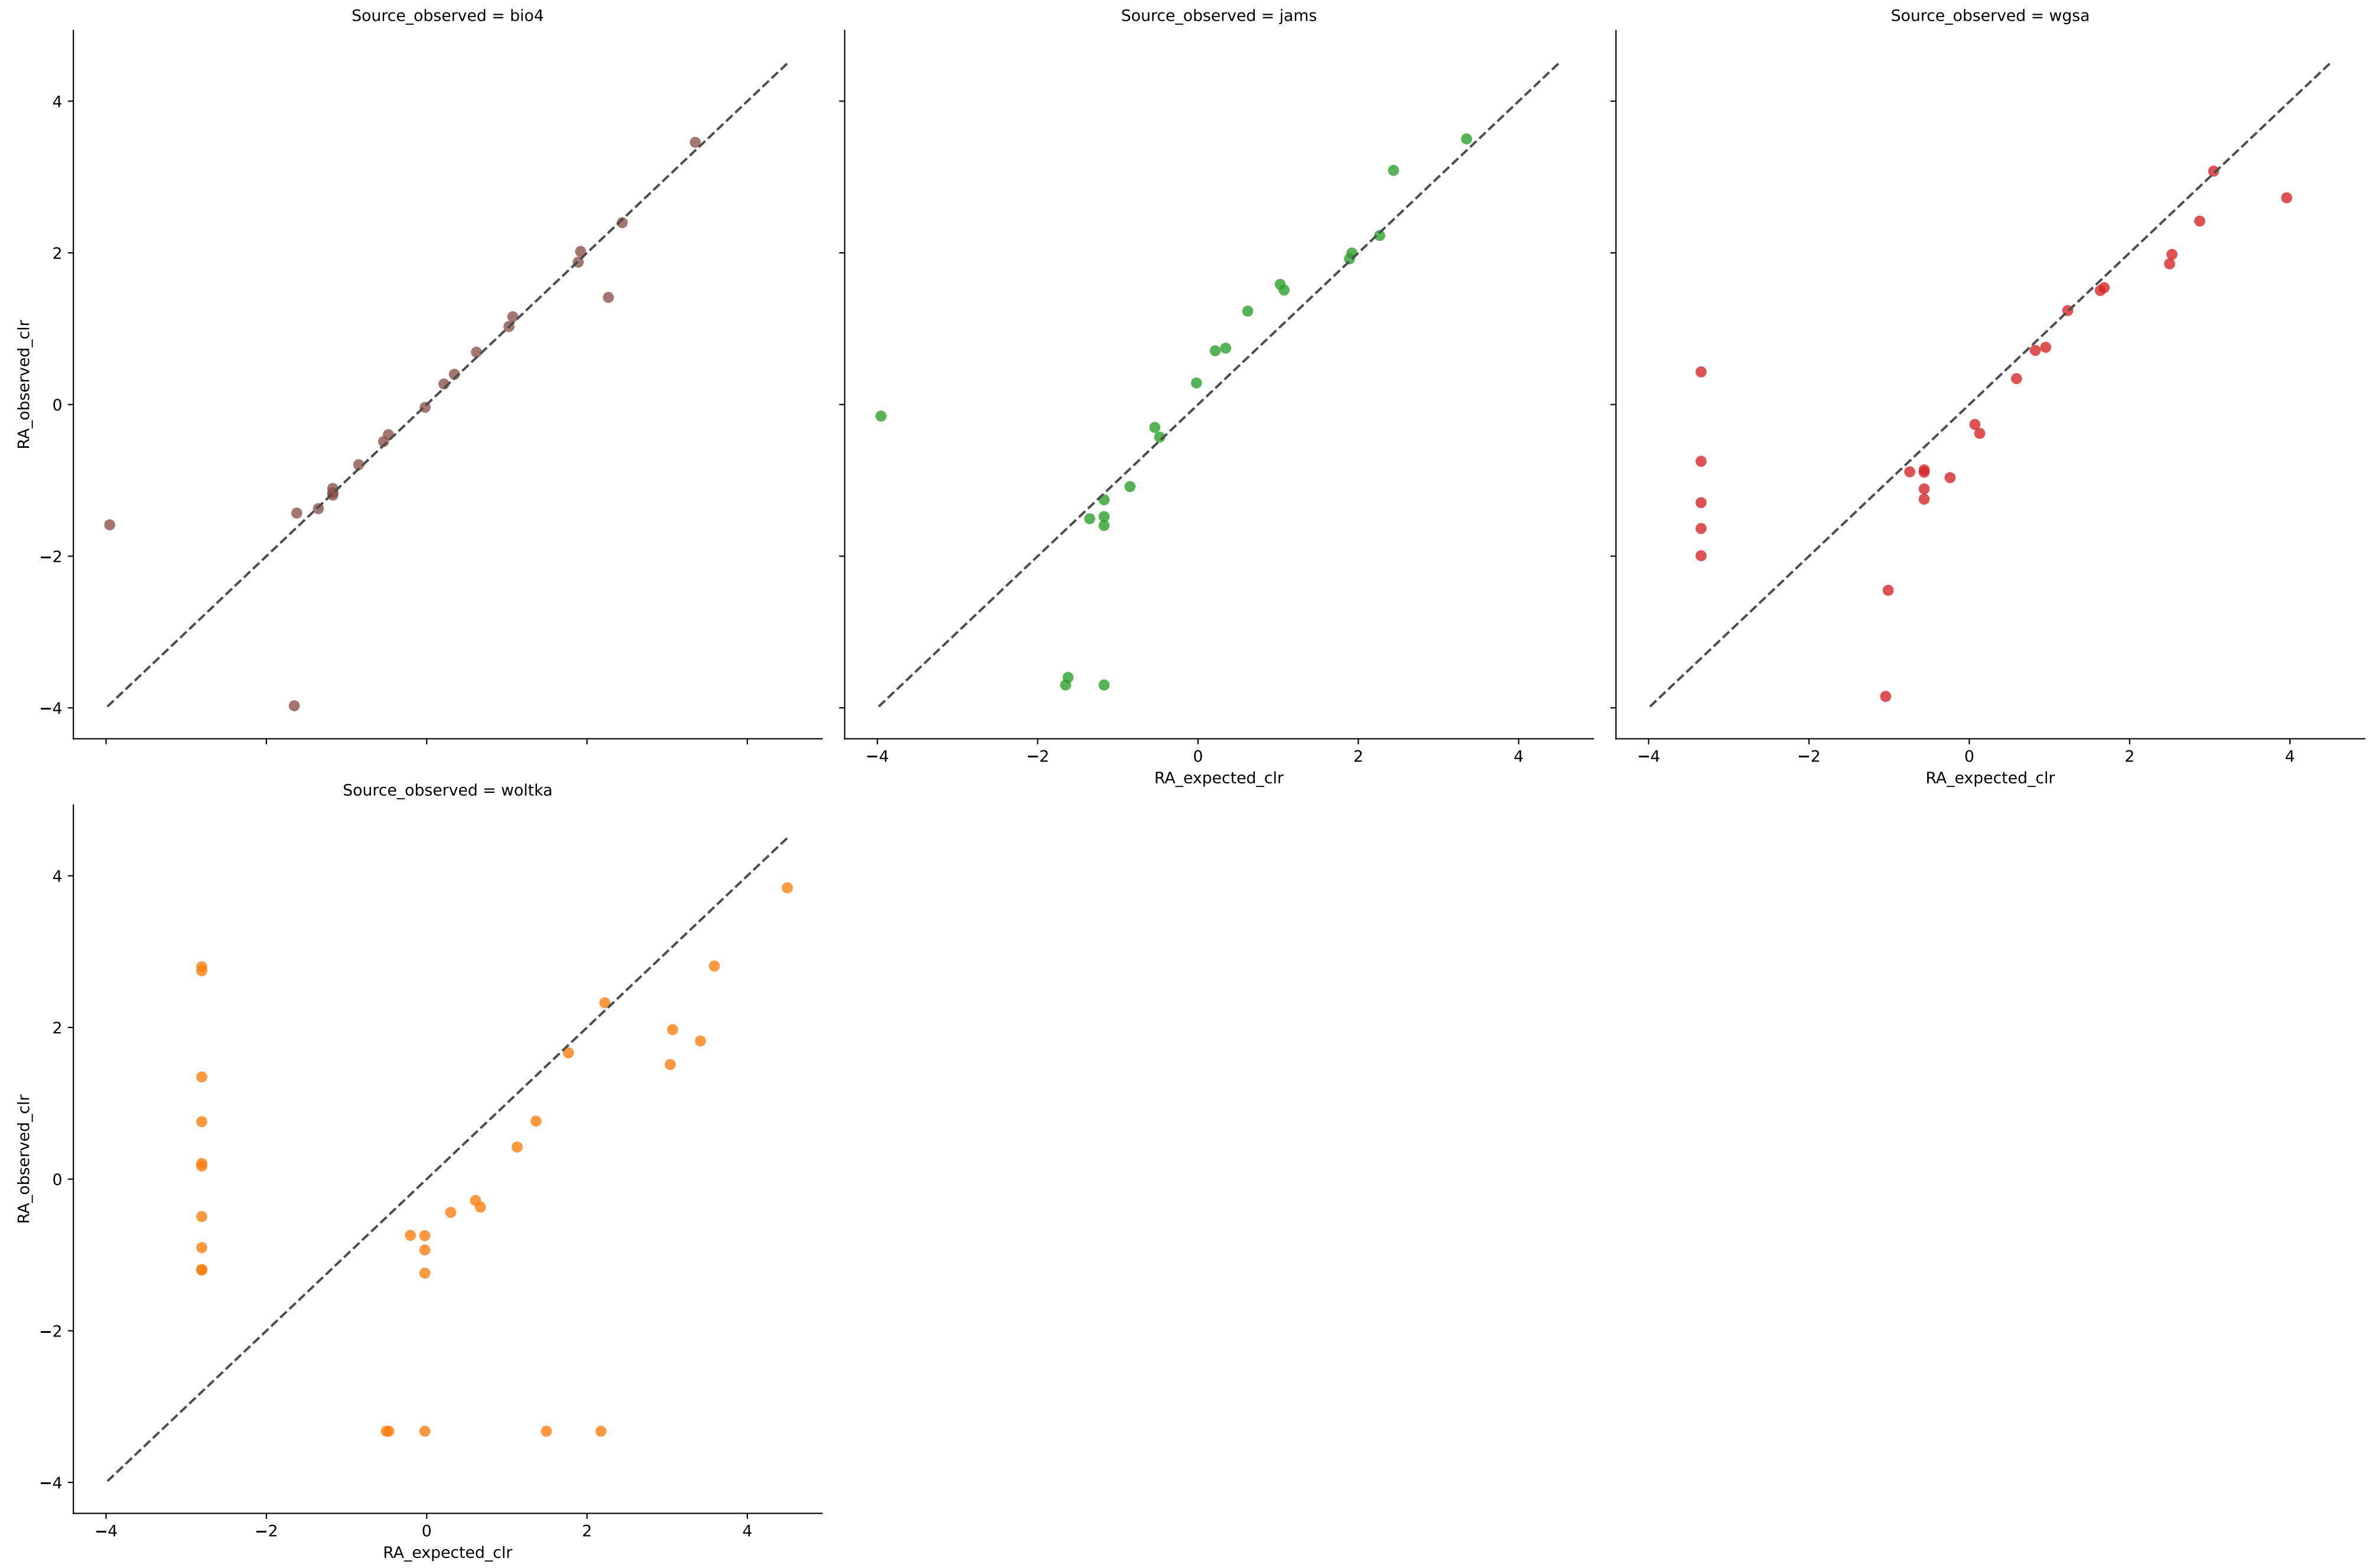 Source_observed = bio4
Source_observed = jams
Source_observed = wgsa
4
2
0
−2
−4
RA_observed_clr
−4
−2
0
2
4
RA_expected_clr
−4
−2
0
2
4
RA_expected_clr
Source_observed = woltka
4
2
0
−2
−4
RA_observed_clr
−4
−2
0
2
4
RA_expected_clr